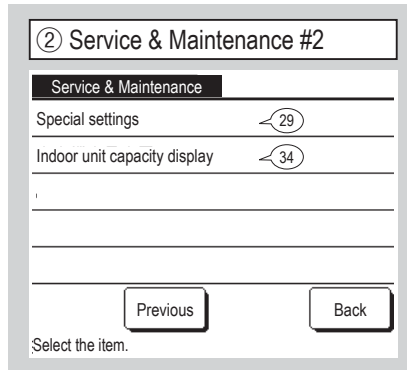 ② Service & Maintenance #2
Service & Maintenance
Special settings 29
Indoor unit capacity display 34
Previous Back
Select the item.